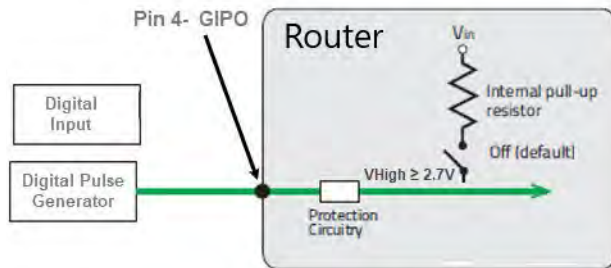 Pin 4- GIPO
Router
Vin
Internal pull-up
resistor
Off (default)
Digital
Input
Digital Pulse
Generator
VHigh ≥ 2.7V
Protection
Circuitry